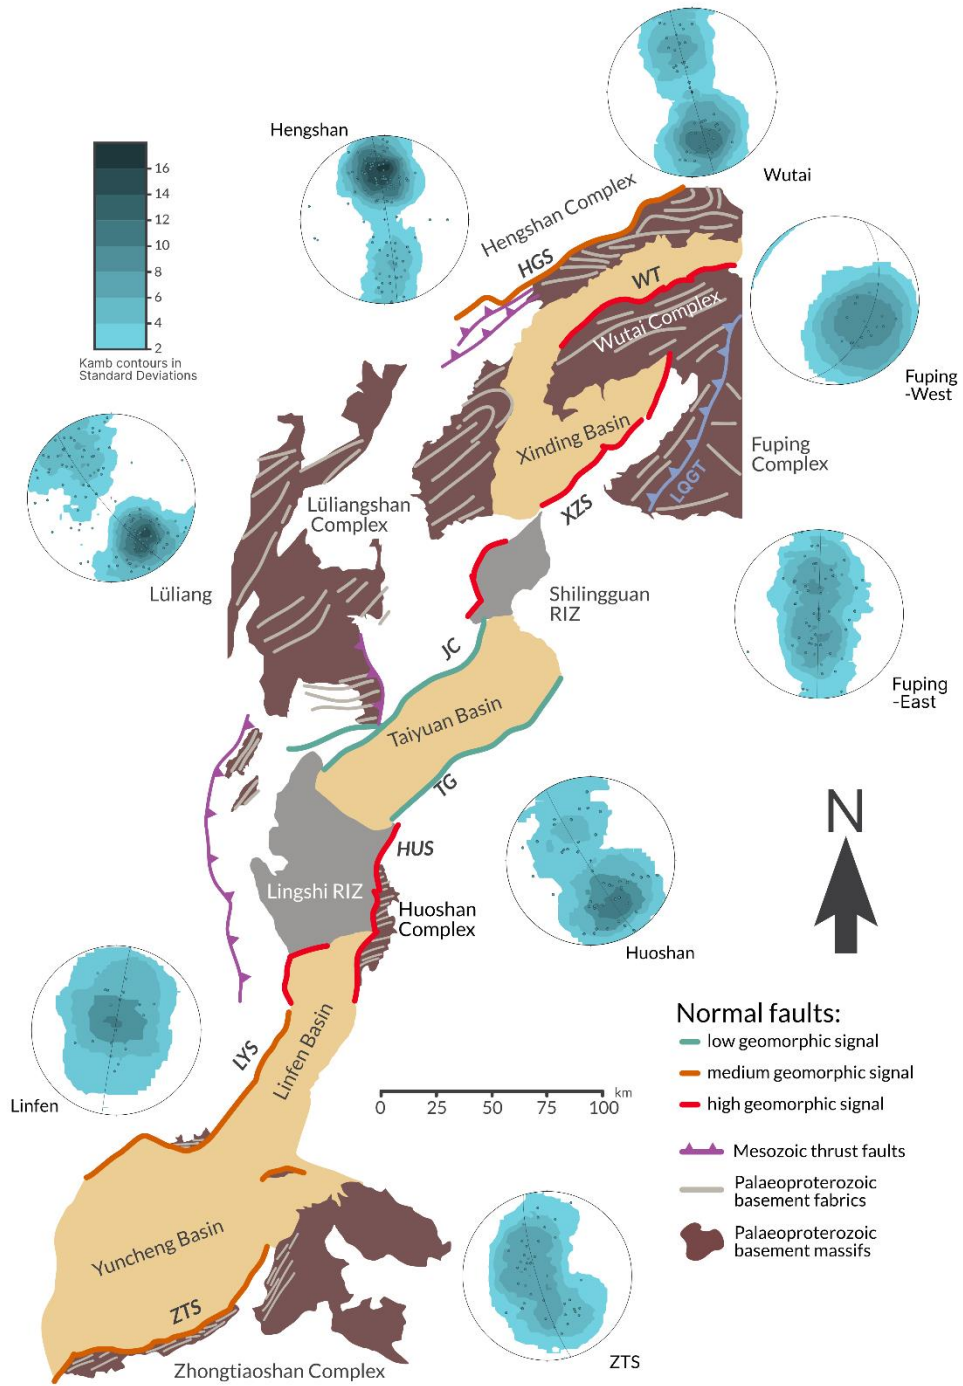 Hengshan
Wutai
16
14
12
10
8
6
4
2
Kamb contours in
Standard Deviations
Hengshan Complex
HGS
WT
Wutai Complex
Fuping
-West
Xinding Basin
Fuping
Complex
LQGT
XZS
Lüliangshan
Complex
Lüliang
Shilingguan
RIZ
JC
Taiyuan Basin
TG
Fuping
-East
N
HUS
Lingshi RIZ
Huoshan
Complex
Huoshan
LYS
Linfen Basin
Linfen
km
0 25 50 75 100
Normal faults:
low geomorphic signal
medium geomorphic signal
high geomorphic signal
Mesozoic thrust faults
Palaeoproterozoic
basement fabrics
Palaeoproterozoic
basement massifs
Yuncheng Basin
ZTS
Zhongtiaoshan Complex
ZTS